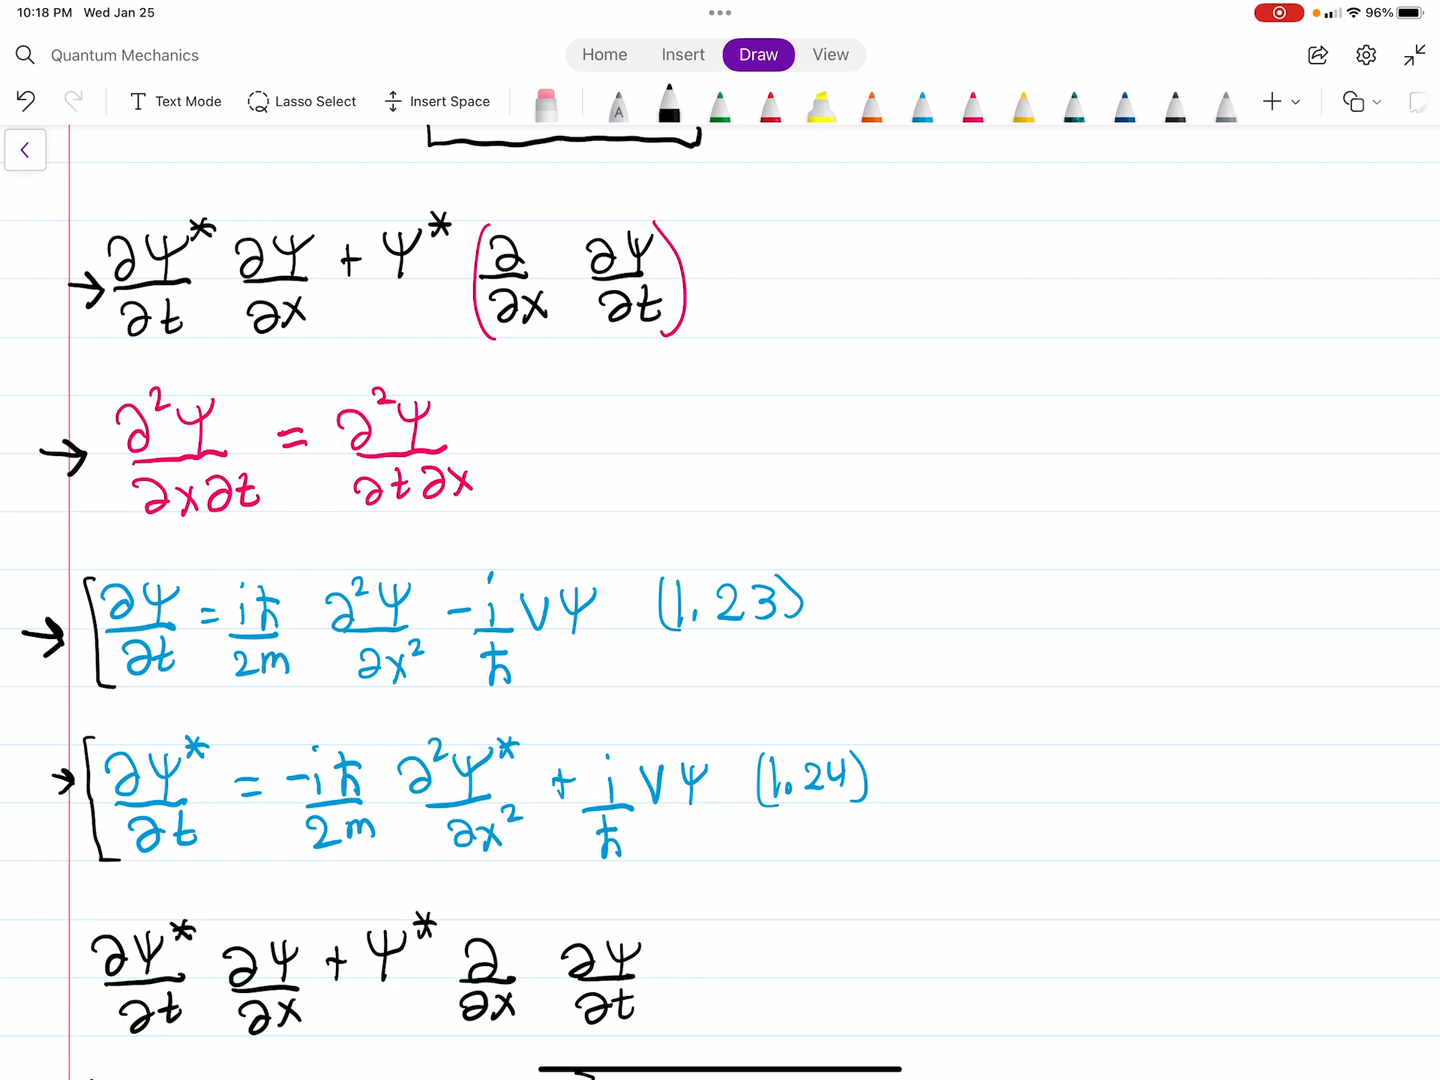 10:18 PM Wed Jan 25 96%
Quantum Mechanics Home Insert Draw View
T Text Mode Lasso Select Insert Space A
→ ∂Ψ*/∂t ∂Ψ/∂x + Ψ* (∂/∂x ∂Ψ/∂t)
→ ∂²Ψ/∂x∂t = ∂²Ψ/∂t∂x
→ [∂Ψ/∂t = iħ/2m ∂²Ψ/∂x² - i/ħ VΨ (1.23)
→ [∂Ψ*/∂t = -iħ/2m ∂²Ψ*/∂x² + i/ħ VΨ (1.24)
∂Ψ*/∂t ∂Ψ/∂x + Ψ* ∂/∂x ∂Ψ/∂t